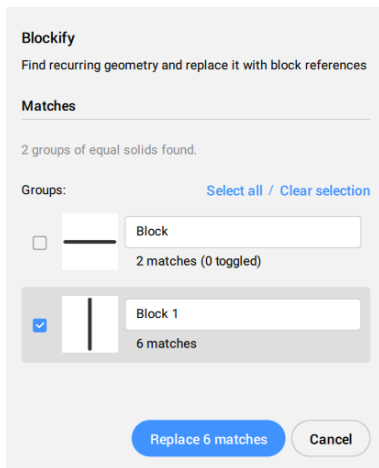 Blockify
Find recurring geometry and replace it with block references
Matches
2 groups of equal solids found.
Groups:
Select all / Clear selection
Block
2 matches (0 toggled)
Block 1
6 matches
Replace 6 matches
Cancel